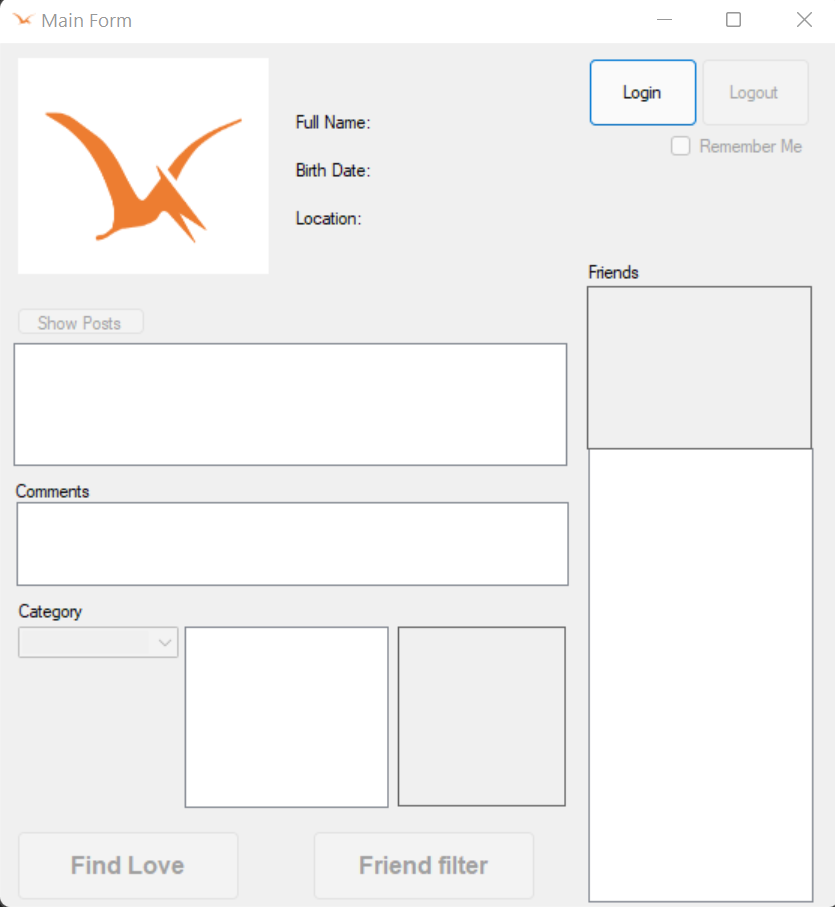 Main Form
Login
Logout
Remember Me
Full Name:
Birth Date:
Location:
Friends
Show Posts
Comments
Category
Find Love
Friend filter